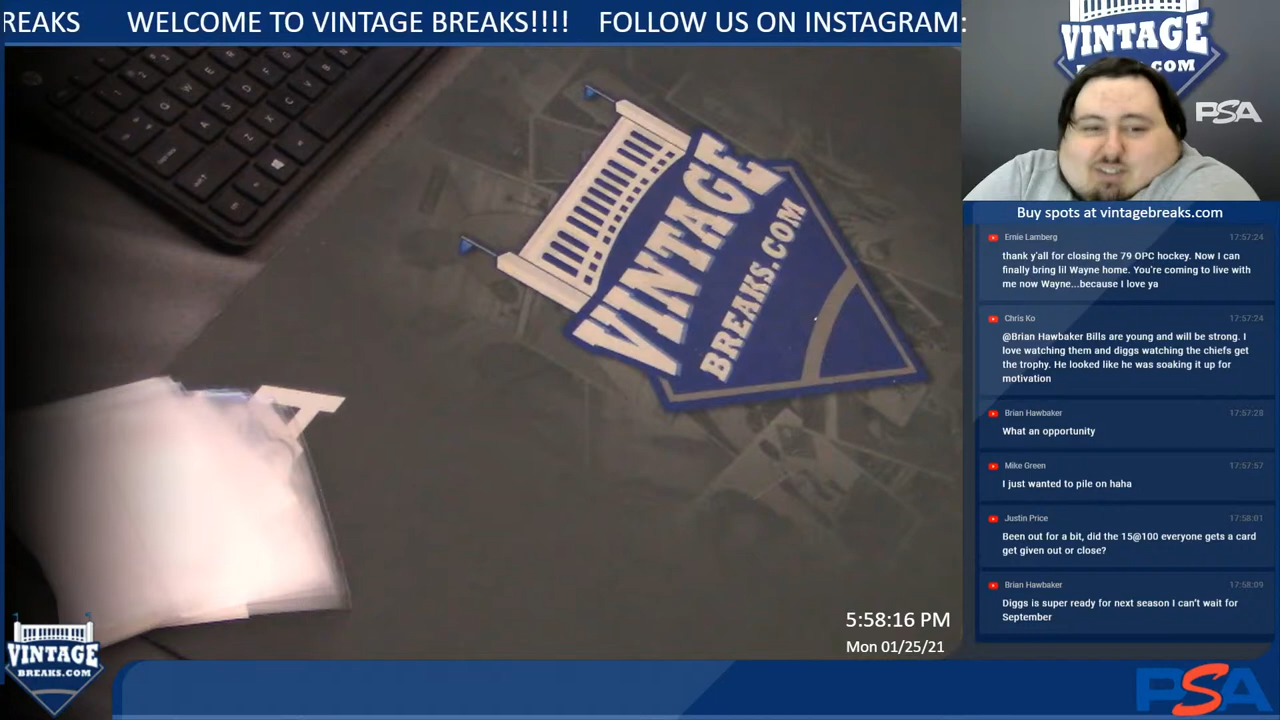 REAKS WELCOME TO VINTAGE BREAKS!!!! FOLLOW US ON INSTAGRAM:
VINTAGE
BREAKS.COM
VINTAGE
.COM
PSA
Buy spots at vintagebreaks.com
Ernie Lamberg 17:57:24
thank y'all for closing the 79 OPC hockey. Now I can
finally bring lil Wayne home. You're coming to live with
me now Wayne...because I love ya
Chris Ko 17:57:24
@Brian Hawbaker Bills are young and will be strong. I
love watching them and diggs watching the chiefs get
the trophy. He looked like he was soaking it up for
motivation
Brian Hawbaker 17:57:28
What an opportunity
Mike Green 17:57:57
I just wanted to pile on haha
Justin Price 17:58:01
Been out for a bit, did the 15@100 everyone gets a card
get given out or close?
Brian Hawbaker 17:58:09
Diggs is super ready for next season I can't wait for
September
5:58:16 PM
Mon 01/25/21
VINTAGE
BREAKS.COM
PSA